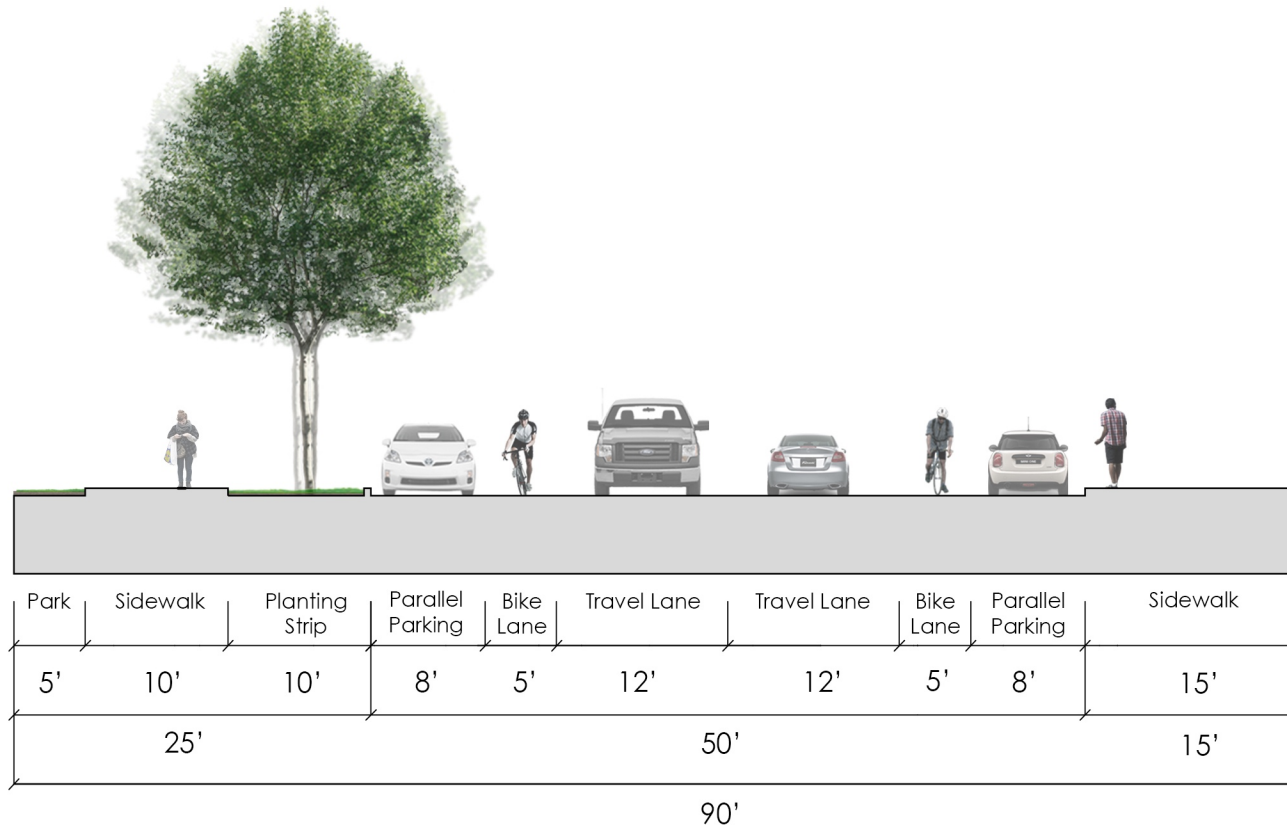 Park Sidewalk Planting Strip Parallel Parking Bike Lane Travel Lane Travel Lane Bike Lane Parallel Parking Sidewalk
5’ 10’ 10’ 8’ 5’ 12’ 12’ 5’ 8’ 15’
25’ 50’ 15’
90’